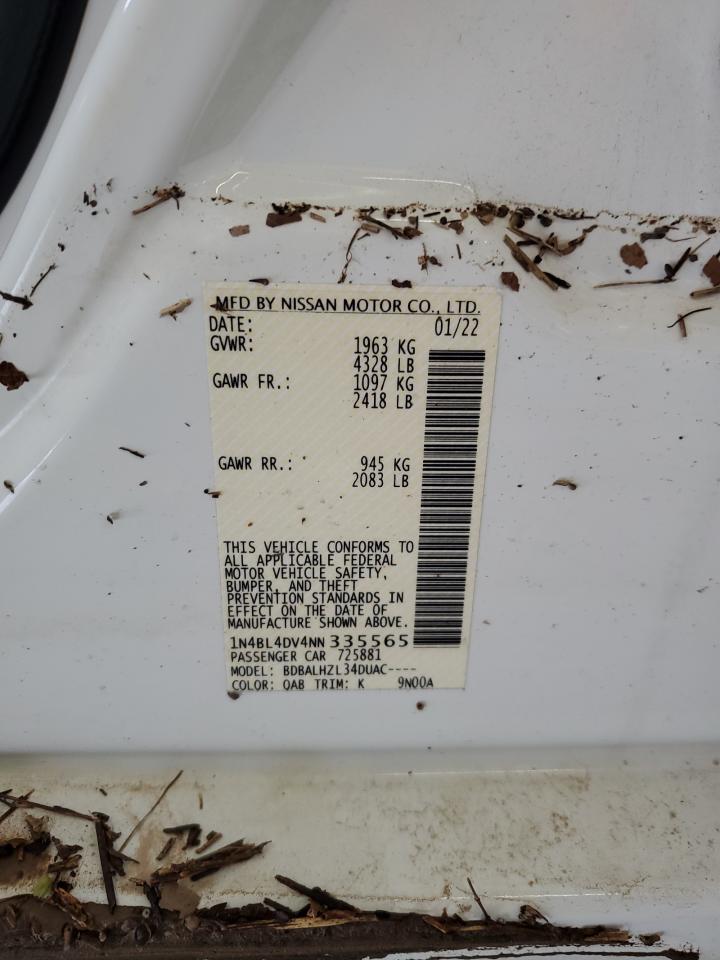 MFD BY NISSAN MOTOR CO., LTD.
DATE: 01/22
GVWR: 1963 KG
4328 LB
GAWR FR.: 1097 KG
2418 LB
GAWR RR.: 945 KG
2083 LB
THIS VEHICLE CONFORMS TO
ALL APPLICABLE FEDERAL
MOTOR VEHICLE SAFETY,
BUMPER, AND THEFT
PREVENTION STANDARDS IN
EFFECT ON THE DATE OF
MANUFACTURE SHOWN ABOVE.
1N4BL4DV4NN 335565
PASSENGER CAR 725881
MODEL: BDBALHZL34DUAC----
COLOR: QAB TRIM: K 9N00A